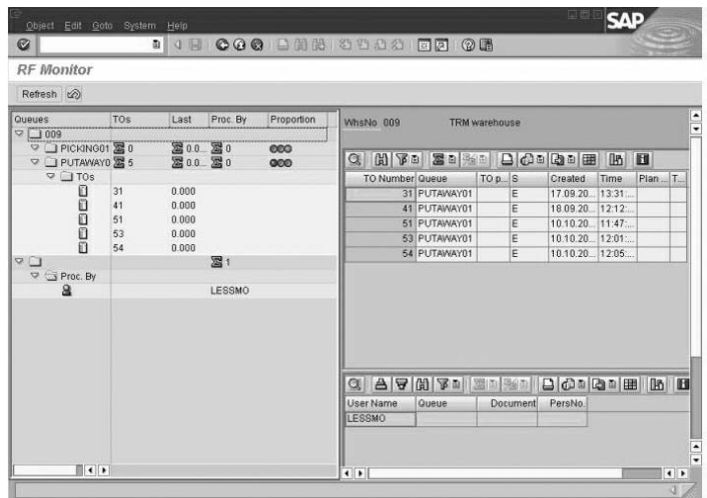 Object Edit Goto System Help
SAP
RF Monitor
Refresh
Queues TOs Last Proc. By Proportion
009
PICKING01 Σ 0 Σ 0.0... Σ 0
PUTAWAY0 Σ 5 Σ 0.0... Σ 0
TOs
31 0.000
41 0.000
51 0.000
53 0.000
54 0.000
Σ 1
Proc. By
LESSMO
WhsNo 009 TRM warehouse
TO Number Queue TO p... S Created Time Plan ... T...
31 PUTAWAY01 E 17.09.20... 13:31:...
41 PUTAWAY01 E 18.09.20... 12:12:...
51 PUTAWAY01 E 10.10.20... 11:47:...
53 PUTAWAY01 E 10.10.20... 12:01:...
54 PUTAWAY01 E 10.10.20... 12:05:...
User Name Queue Document PersNo.
LESSMO